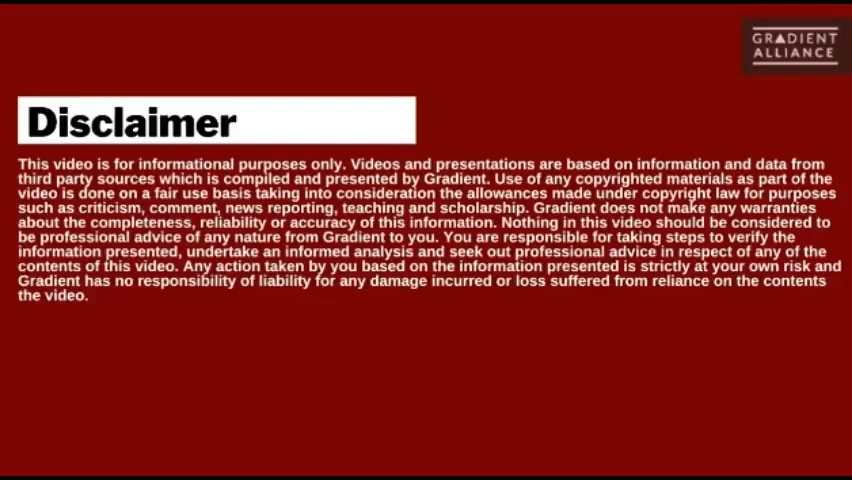 GRADIENT
ALLIANCE
Disclaimer
This video is for informational purposes only. Videos and presentations are based on information and data from
third party sources which is compiled and presented by Gradient. Use of any copyrighted materials as part of the
video is done on a fair use basis taking into consideration the allowances made under copyright law for purposes
such as criticism, comment, news reporting, teaching and scholarship. Gradient does not make any warranties
about the completeness, reliability or accuracy of this information. Nothing in this video should be considered to
be professional advice of any nature from Gradient to you. You are responsible for taking steps to verify the
information presented, undertake an informed analysis and seek out professional advice in respect of any of the
contents of this video. Any action taken by you based on the information presented is strictly at your own risk and
Gradient has no responsibility of liability for any damage incurred or loss suffered from reliance on the contents
the video.